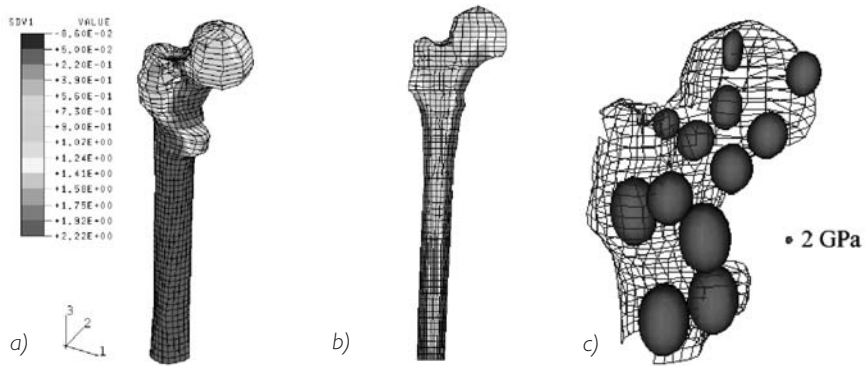 SDV1 VALUE
-8.60E-02
+5.00E-02
+2.20E-01
+3.90E-01
+5.60E-01
+7.30E-01
+9.00E-01
+1.07E+00
+1.24E+00
+1.41E+00
+1.58E+00
+1.75E+00
+1.92E+00
+2.22E+00
3
2
1
2 GPa
a)
b)
c)